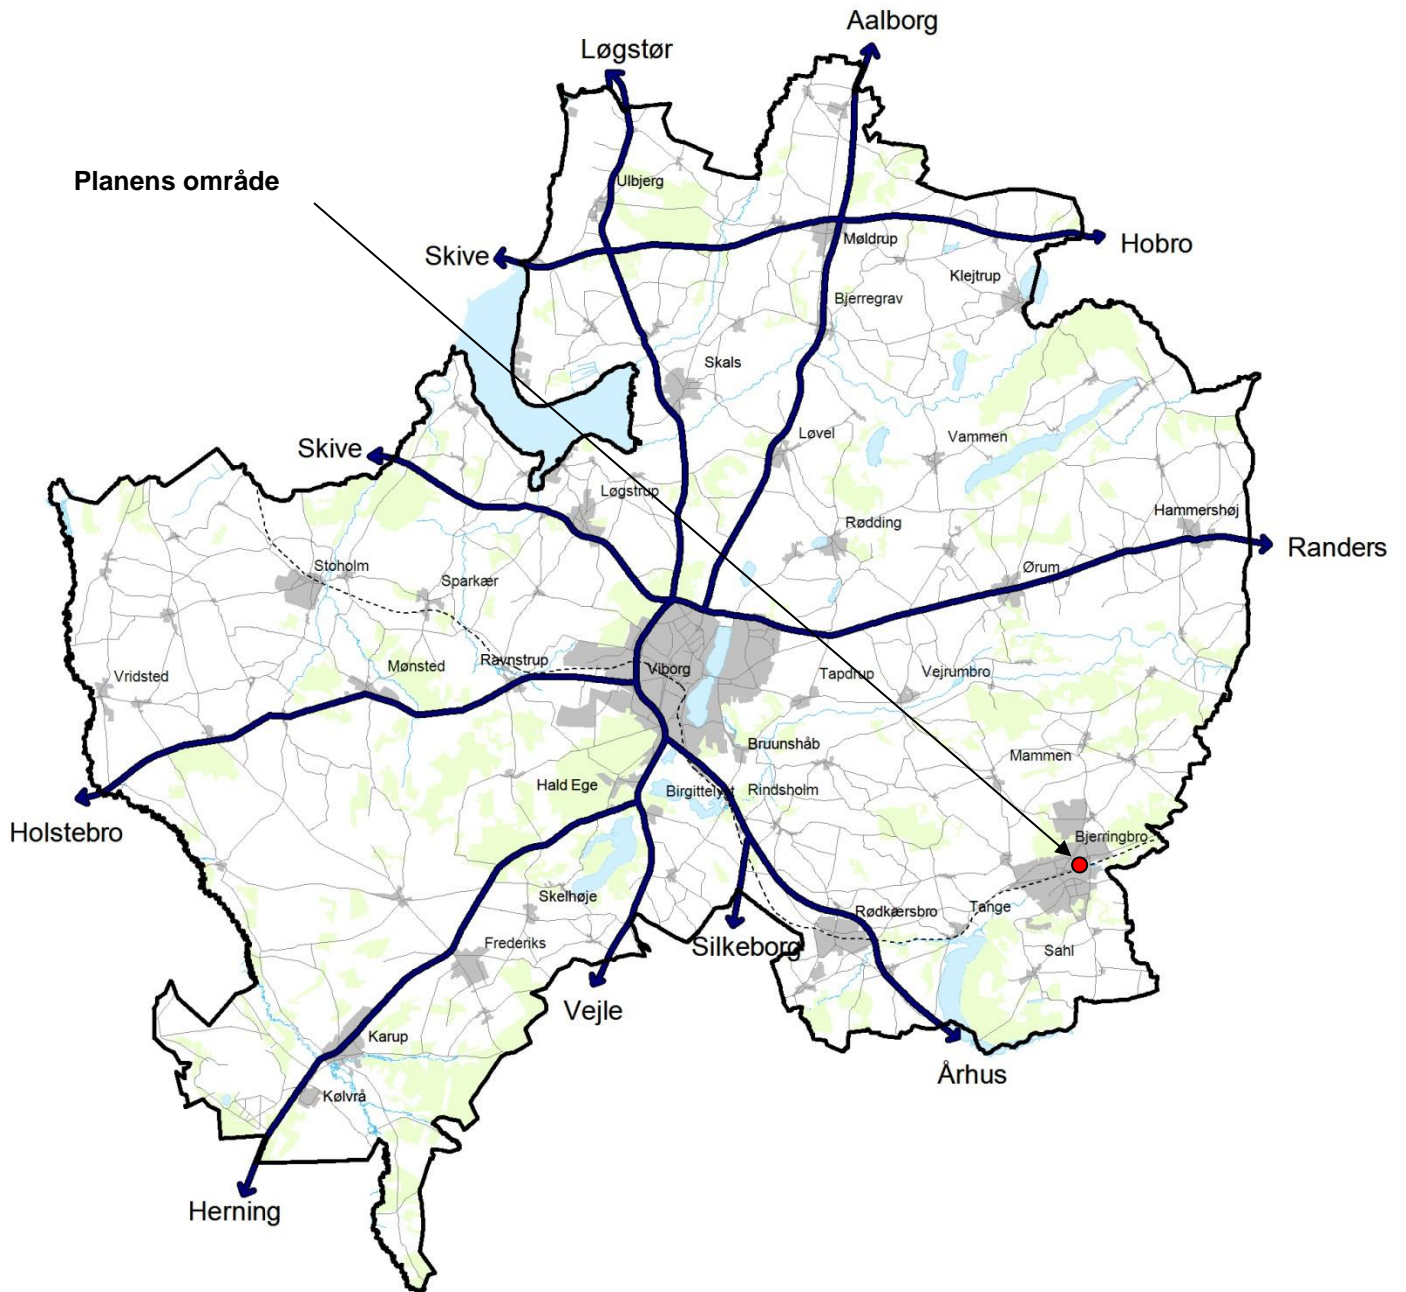 Aalborg
Løgstør
Planens område
Ulbjerg
Hobro
Møldrup
Skive
Klejtrup
Bjerregrav
Skals
Løvel
Vammen
Skive
Løgstrup
Hammershøj
Rødding
Randers
Stoholm
Ørum
Sparkær
Mønsted
Ravnstrup
Viborg
Tapdrup
Vejrumbro
Vridsted
Bruunshåb
Mammen
Hald Ege
Birgittelyst
Rindsholm
Holstebro
Bjerringbro
Skelhøje
Rødkærsbro
Tange
Frederiks
Silkeborg
Sahl
Vejle
Karup
Århus
Kølvrå
Herning